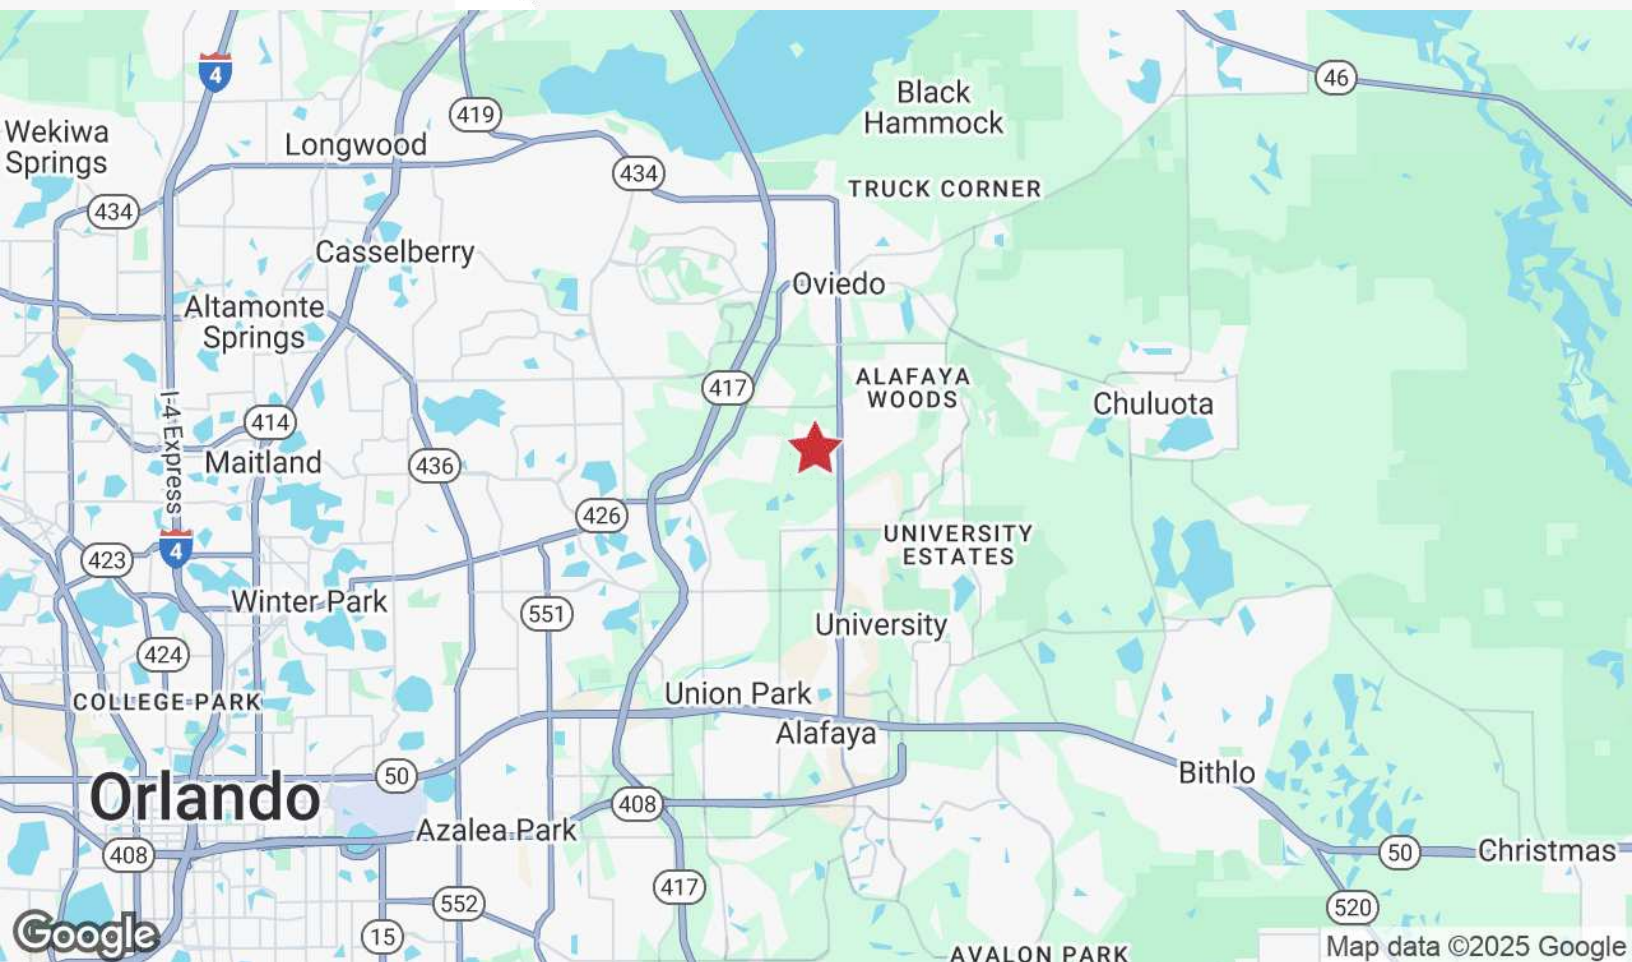 4
46
Black
Hammock
419
Wekiwa
Springs
Longwood
434
TRUCK CORNER
434
Casselberry
Oviedo
Altamonte
Springs
417
ALAFAYA
WOODS
Chuluota
I-4 Express
414
Maitland
436
426
UNIVERSITY
ESTATES
423
4
Winter Park
551
University
424
COLLEGE PARK
Union Park
Alafaya
Bithlo
50
Orlando
408
Azalea Park
408
50
Christmas
417
552
520
15
Google
AVALON PARK
Map data ©2025 Google